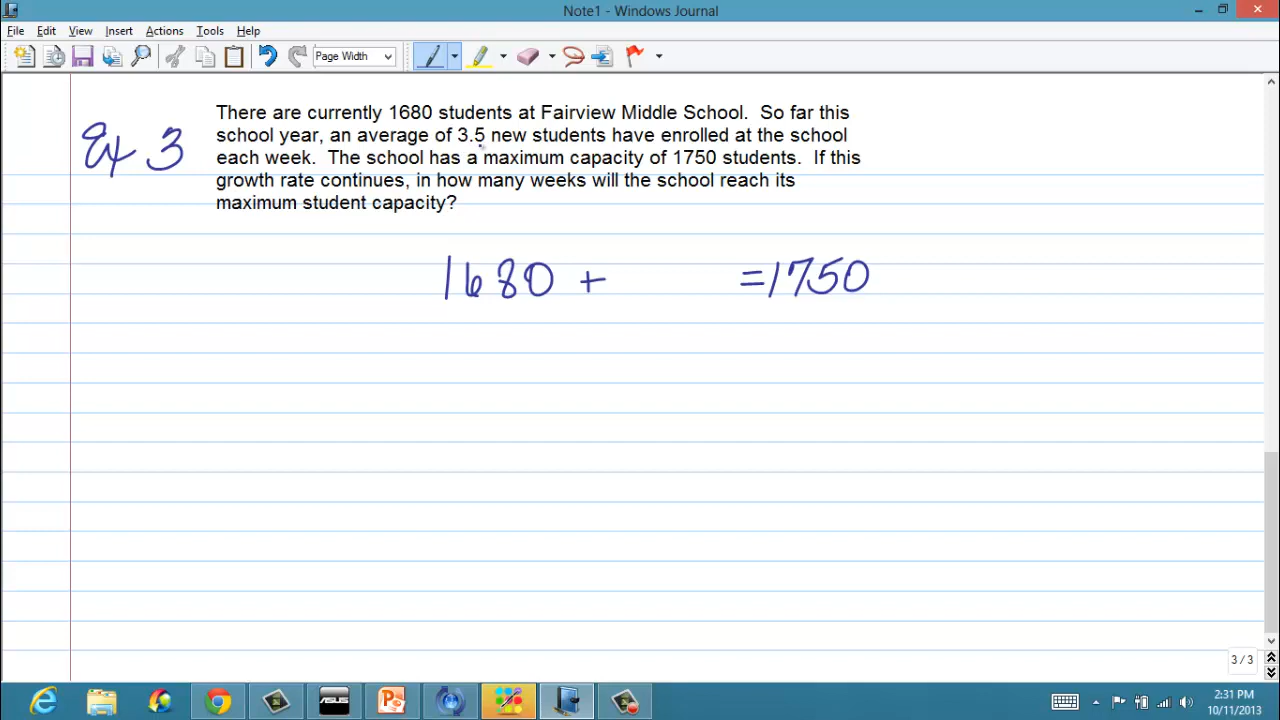 Note1 - Windows Journal
File Edit View Insert Actions Tools Help
Page Width
There are currently 1680 students at Fairview Middle School. So far this
school year, an average of 3.5 new students have enrolled at the school
each week. The school has a maximum capacity of 1750 students. If this
growth rate continues, in how many weeks will the school reach its
maximum student capacity?
Ex 3
1680 + =1750
3 / 3
ASUS
2:31 PM
10/11/2013